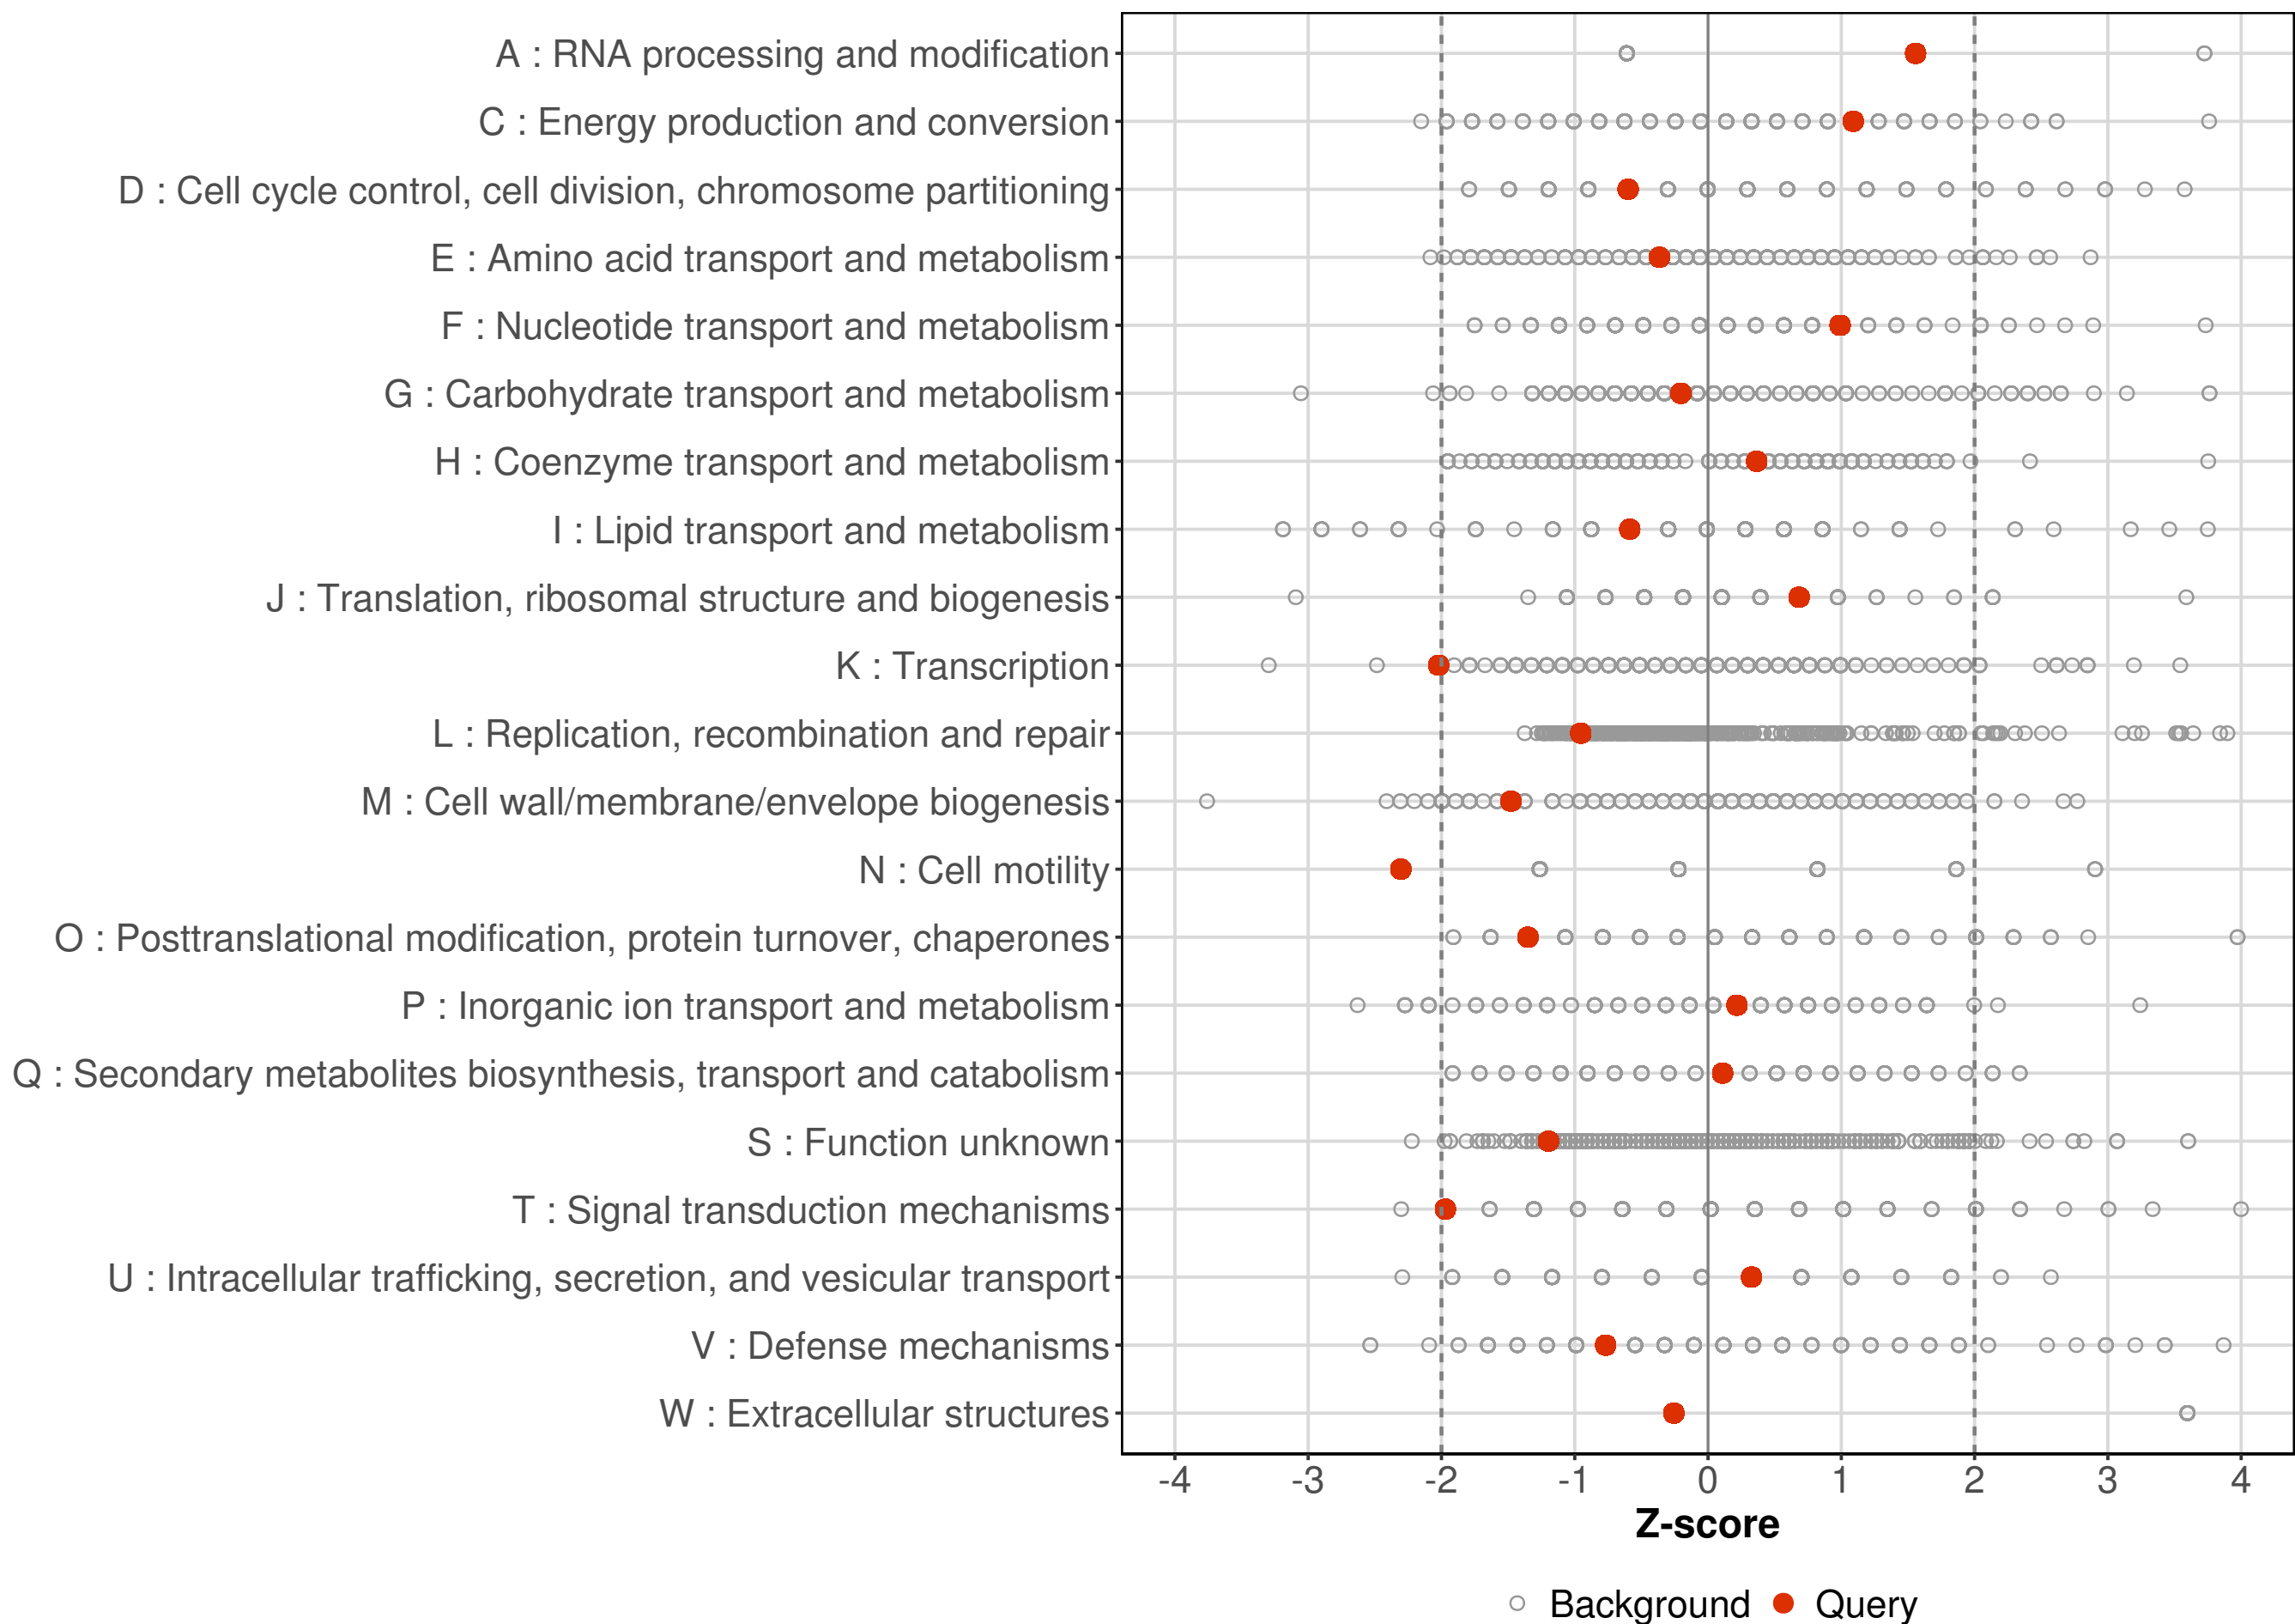 A : RNA processing and modification
C : Energy production and conversion
D : Cell cycle control, cell division, chromosome partitioning
E : Amino acid transport and metabolism
F : Nucleotide transport and metabolism
G : Carbohydrate transport and metabolism
H : Coenzyme transport and metabolism
I : Lipid transport and metabolism
J : Translation, ribosomal structure and biogenesis
K : Transcription
L : Replication, recombination and repair
M : Cell wall/membrane/envelope biogenesis
N : Cell motility
O : Posttranslational modification, protein turnover, chaperones
P : Inorganic ion transport and metabolism
Q : Secondary metabolites biosynthesis, transport and catabolism
S : Function unknown
T : Signal transduction mechanisms
U : Intracellular trafficking, secretion, and vesicular transport
V : Defense mechanisms
W : Extracellular structures
-4 -3 -2 -1 0 1 2 3 4
Z-score
Background Query